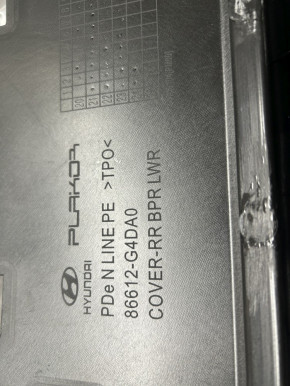 PLAKOR
HYUNDAI
PDe N LINE PE >TPO<
86612-G4DA0
COVER-RR BPR LWR